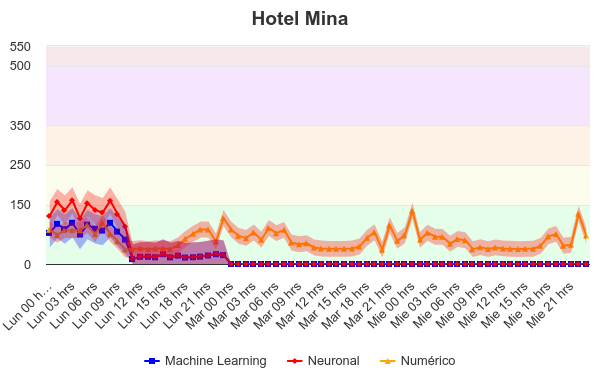 Hotel Mina
550
500
350
250
150
0
Lun 00 h…
Lun 03 hrs
Lun 06 hrs
Lun 09 hrs
Lun 12 hrs
Lun 15 hrs
Lun 18 hrs
Lun 21 hrs
Mar 00 hrs
Mar 03 hrs
Mar 06 hrs
Mar 09 hrs
Mar 12 hrs
Mar 15 hrs
Mar 18 hrs
Mar 21 hrs
Mie 00 hrs
Mie 03 hrs
Mie 06 hrs
Mie 09 hrs
Mie 12 hrs
Mie 15 hrs
Mie 18 hrs
Mie 21 hrs
Machine Learning Neuronal Numérico